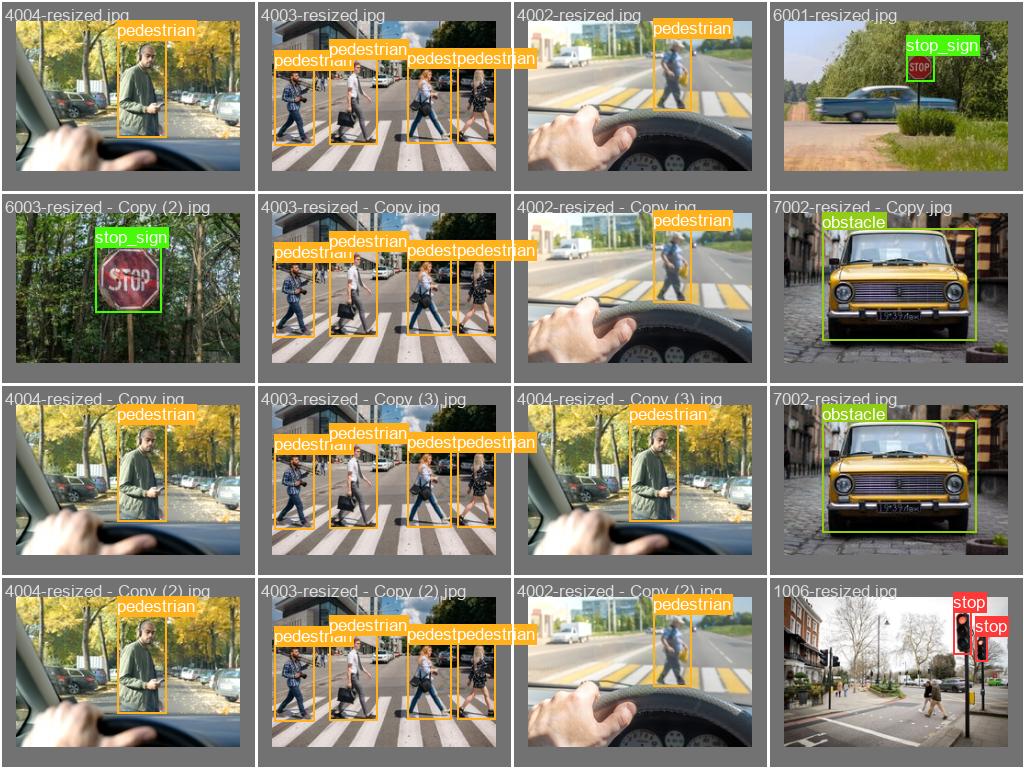 4004-resized.jpg
pedestrian
4003-resized.jpg
pedestrian
pedestrian
pedestrian
pedestrian
4002-resized.jpg
pedestrian
6001-resized.jpg
stop_sign
STOP
6003-resized - Copy (2).jpg
stop_sign
STOP
4003-resized - Copy.jpg
pedestrian
pedestrian
pedestrian
pedestrian
4002-resized - Copy.jpg
pedestrian
7002-resized - Copy.jpg
obstacle
4004-resized - Copy.jpg
pedestrian
4003-resized - Copy (3).jpg
pedestrian
pedestrian
pedestrian
pedestrian
4004-resized - Copy (3).jpg
pedestrian
7002-resized.jpg
obstacle
4004-resized - Copy (2).jpg
pedestrian
4003-resized - Copy (2).jpg
pedestrian
pedestrian
pedestrian
pedestrian
4002-resized - Copy (2).jpg
pedestrian
1006-resized.jpg
stop
stop